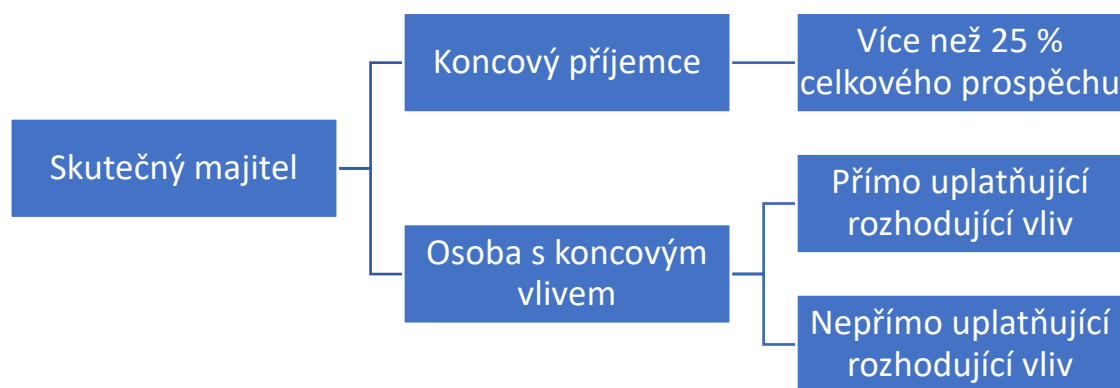 Skutečný majitel
Koncový příjemce
Více než 25 %
celkového prospěchu
Osoba s koncovým
vlivem
Přímo uplatňující
rozhodující vliv
Nepřímo uplatňující
rozhodující vliv